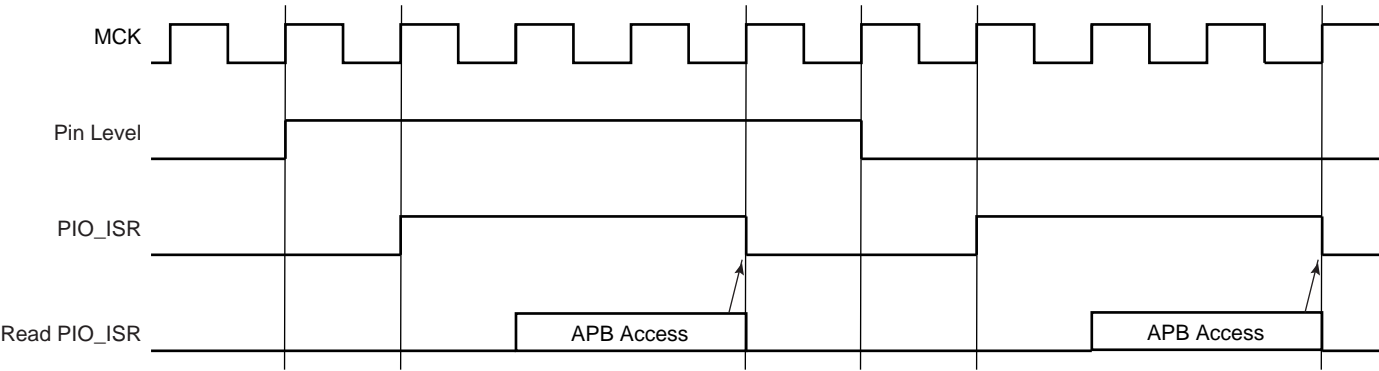 MCK
Pin Level
PIO_ISR
Read PIO_ISR
APB Access
APB Access